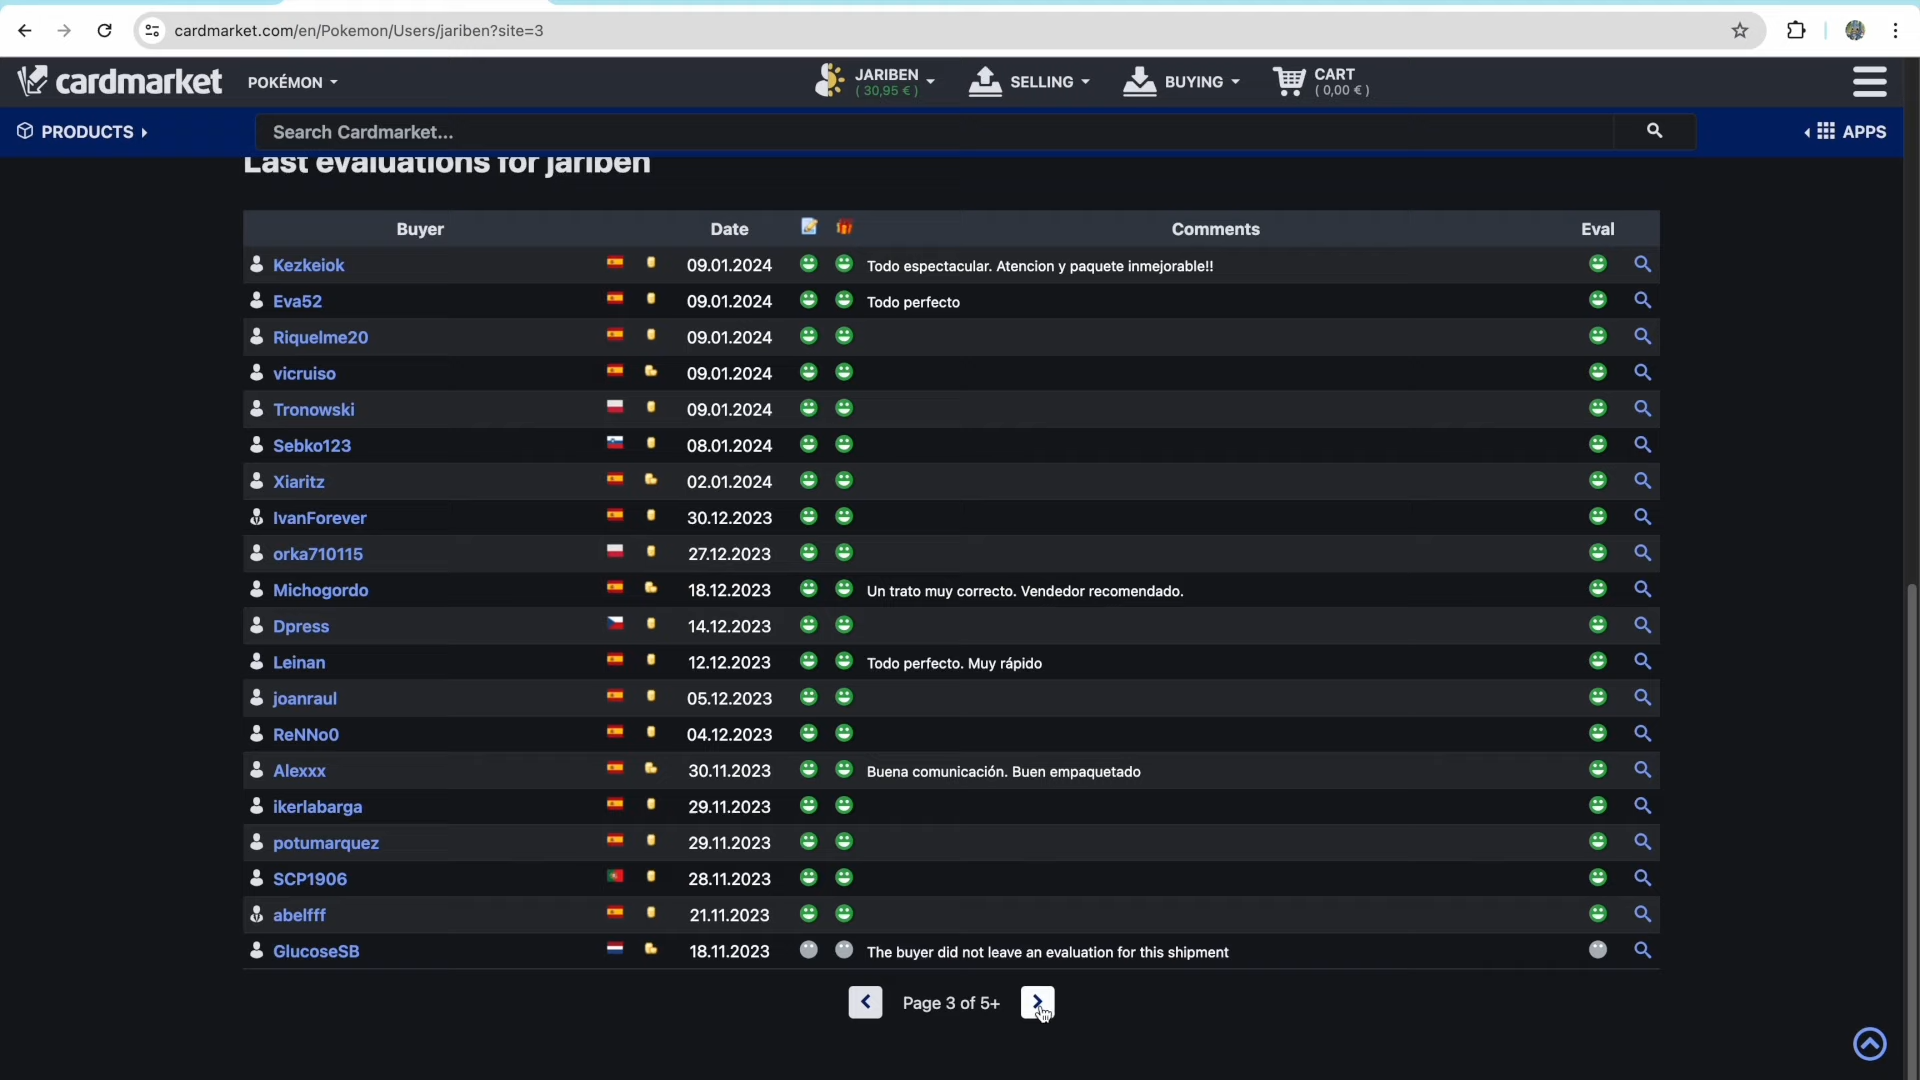 cardmarket.com/en/Pokemon/Users/jariben?site=3
cardmarket POKÉMON JARIBEN ( 30,95 € ) SELLING BUYING CART ( 0,00 € )
PRODUCTS Search Cardmarket... APPS
Last evaluations for jariben
Buyer Date Comments Eval
Kezkeiok 09.01.2024 Todo espectacular. Atencion y paquete inmejorable!!
Eva52 09.01.2024 Todo perfecto
Riquelme20 09.01.2024
vicruiso 09.01.2024
Tronowski 09.01.2024
Sebko123 08.01.2024
Xiaritz 02.01.2024
IvanForever 30.12.2023
orka710115 27.12.2023
Michogordo 18.12.2023 Un trato muy correcto. Vendedor recomendado.
Dpress 14.12.2023
Leinan 12.12.2023 Todo perfecto. Muy rápido
joanraul 05.12.2023
ReNNo0 04.12.2023
Alexxx 30.11.2023 Buena comunicación. Buen empaquetado
ikerlabarga 29.11.2023
potumarquez 29.11.2023
SCP1906 28.11.2023
abelfff 21.11.2023
GlucoseSB 18.11.2023 The buyer did not leave an evaluation for this shipment
Page 3 of 5+